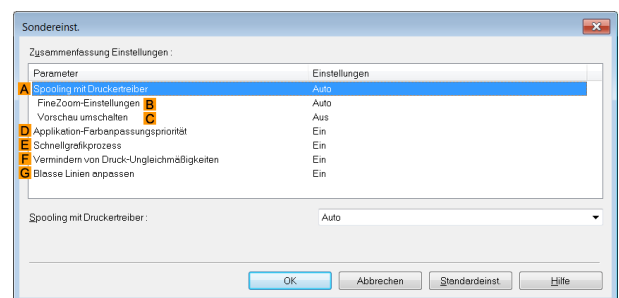 Sondereinst.
Zusammenfassung Einstellungen :
Parameter Einstellungen
A Spooling mit Druckertreiber Auto
FineZoom-Einstellungen B Auto
Vorschau umschalten C Aus
D Applikation-Farbanpassungspriorität Ein
E Schnellgrafikprozess Ein
F Vermindern von Druck-Ungleichmäßigkeiten Ein
G Blasse Linien anpassen Ein
Spooling mit Druckertreiber : Auto
OK Abbrechen Standardeinst. Hilfe